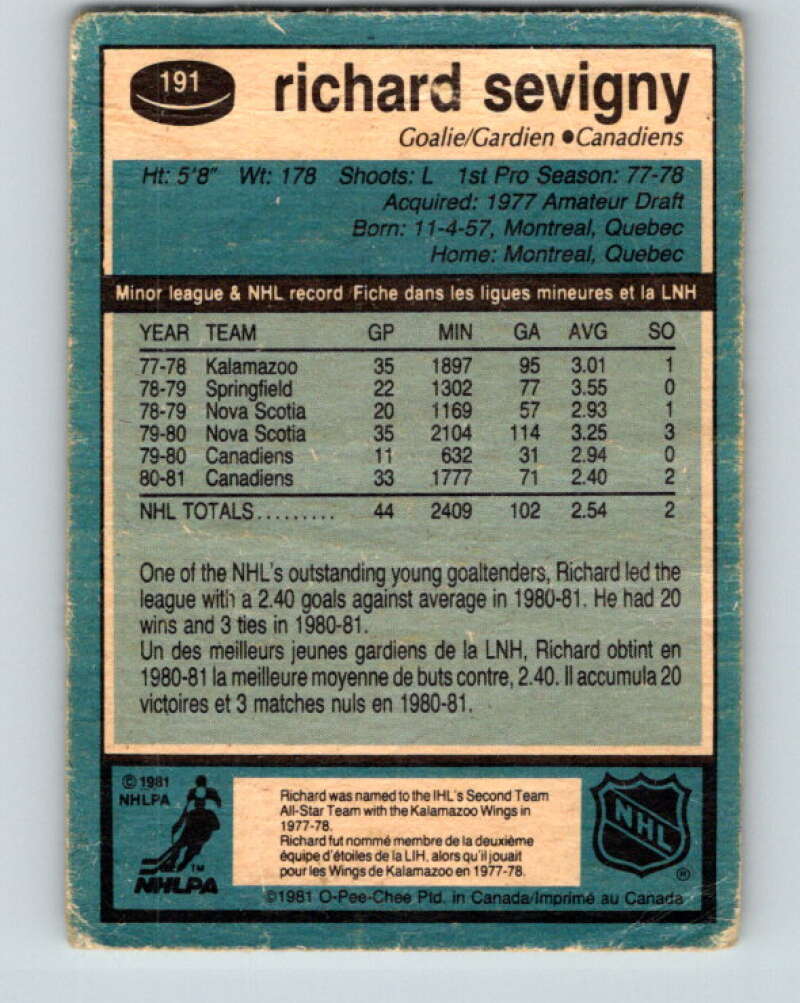 191
richard sevigny
Goalie/Gardien ●Canadiens
Ht: 5'8" Wt: 178 Shoots: L 1st Pro Season: 77-78
Acquired: 1977 Amateur Draft
Born: 11-4-57, Montreal, Quebec
Home: Montreal, Quebec
Minor league & NHL record/Fiche dans les ligues mineures et la LNH
YEAR TEAM GP MIN GA AVG SO
77-78 Kalamazoo 35 1897 95 3.01 1
78-79 Springfield 22 1302 77 3.55 0
78-79 Nova Scotia 20 1169 57 2.93 1
79-80 Nova Scotia 35 2104 114 3.25 3
79-80 Canadiens 11 632 31 2.94 0
80-81 Canadiens 33 1777 71 2.40 2
NHL TOTALS......... 44 2409 102 2.54 2
One of the NHL's outstanding young goaltenders, Richard led the
league with a 2.40 goals against average in 1980-81. He had 20
wins and 3 ties in 1980-81.
Un des meilleurs jeunes gardiens de la LNH, Richard obtint en
1980-81 la meilleure moyenne de buts contre, 2.40. Il accumula 20
victoires et 3 matches nuls en 1980-81.
© 1981
NHLPA
TM
NHLPA
Richard was named to the IHL's Second Team
All-Star Team with the Kalamazoo Wings in
1977-78.
Richard fut nommé membre de la deuxième
équipe d'étoiles de la LIH, alors qu'il jouait
pour les Wings de Kalamazoo en 1977-78.
NHL
®
©1981 O-Pee-Chee Ptd. in Canada/Imprimé au Canada